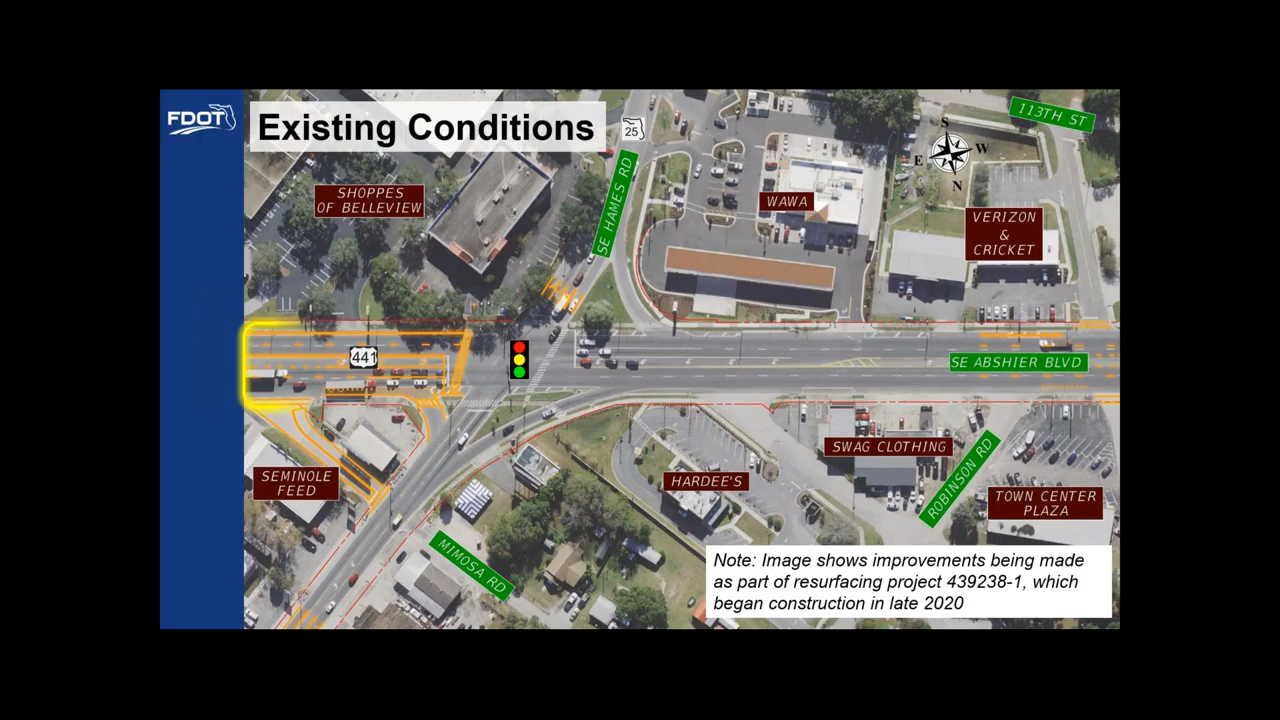 FDOT
Existing Conditions
25
113TH ST
S
E
W
N
SHOPPES
OF BELLEVIEW
SE HAMES RD
WAWA
VERIZON
&
CRICKET
441
SE ABSHIER BLVD
SEMINOLE
FEED
HARDEE'S
SWAG CLOTHING
ROBINSON RD
TOWN CENTER
PLAZA
MIMOSA RD
Note: Image shows improvements being made
as part of resurfacing project 439238-1, which
began construction in late 2020